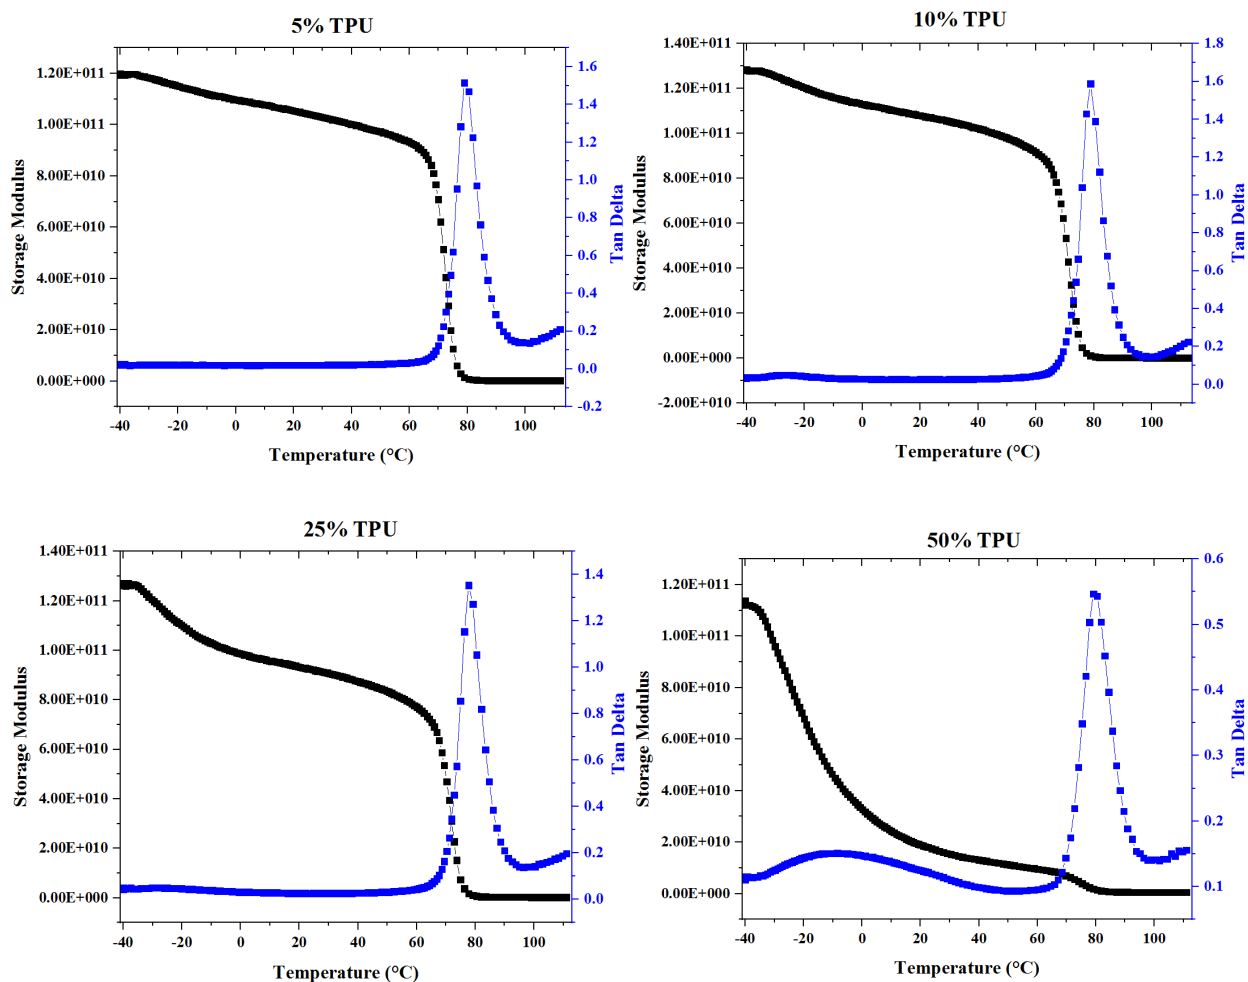 5% TPU
1.20E+011
1.00E+011
8.00E+010
6.00E+010
4.00E+010
2.00E+010
0.00E+000
Storage Modulus
1.6
1.4
1.2
1.0
0.8
0.6
0.4
0.2
0.0
-0.2
Tan Delta
-40 -20 0 20 40 60 80 100
Temperature (°C)
10% TPU
1.40E+011
1.20E+011
1.00E+011
8.00E+010
6.00E+010
4.00E+010
2.00E+010
0.00E+000
-2.00E+010
Storage Modulus
1.8
1.6
1.4
1.2
1.0
0.8
0.6
0.4
0.2
0.0
Tan Delta
-40 -20 0 20 40 60 80 100
Temperature (°C)
25% TPU
1.40E+011
1.20E+011
1.00E+011
8.00E+010
6.00E+010
4.00E+010
2.00E+010
0.00E+000
Storage Modulus
1.4
1.2
1.0
0.8
0.6
0.4
0.2
0.0
Tan Delta
-40 -20 0 20 40 60 80 100
Temperature (°C)
50% TPU
1.20E+011
1.00E+011
8.00E+010
6.00E+010
4.00E+010
2.00E+010
0.00E+000
Storage Modulus
0.6
0.5
0.4
0.3
0.2
0.1
Tan Delta
-40 -20 0 20 40 60 80 100
Temperature (°C)